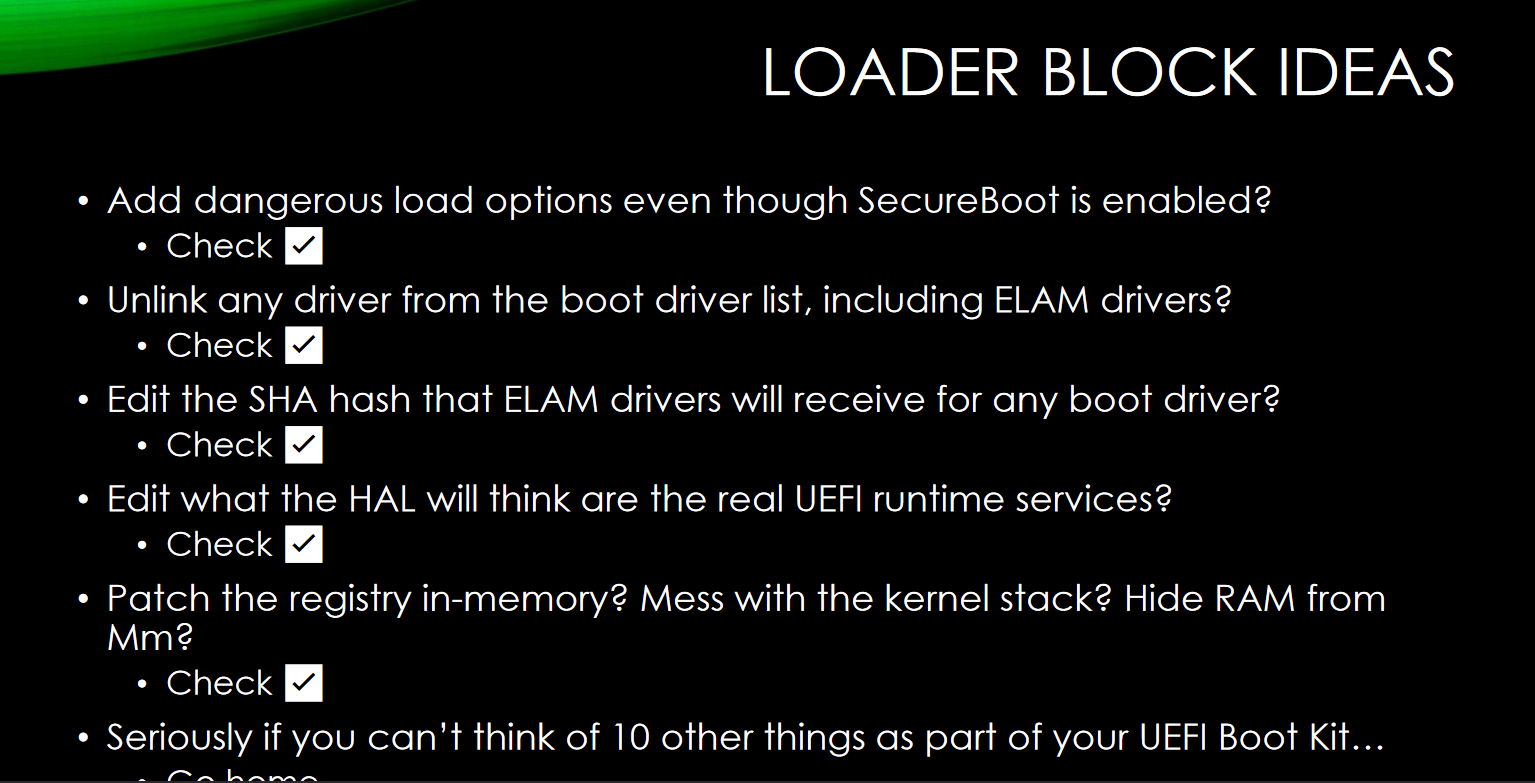 LOADER BLOCK IDEAS
• Add dangerous load options even though SecureBoot is enabled?
• Check ✓
• Unlink any driver from the boot driver list, including ELAM drivers?
• Check ✓
• Edit the SHA hash that ELAM drivers will receive for any boot driver?
• Check ✓
• Edit what the HAL will think are the real UEFI runtime services?
• Check ✓
• Patch the registry in-memory? Mess with the kernel stack? Hide RAM from
Mm?
• Check ✓
• Seriously if you can’t think of 10 other things as part of your UEFI Boot Kit…
• Go home